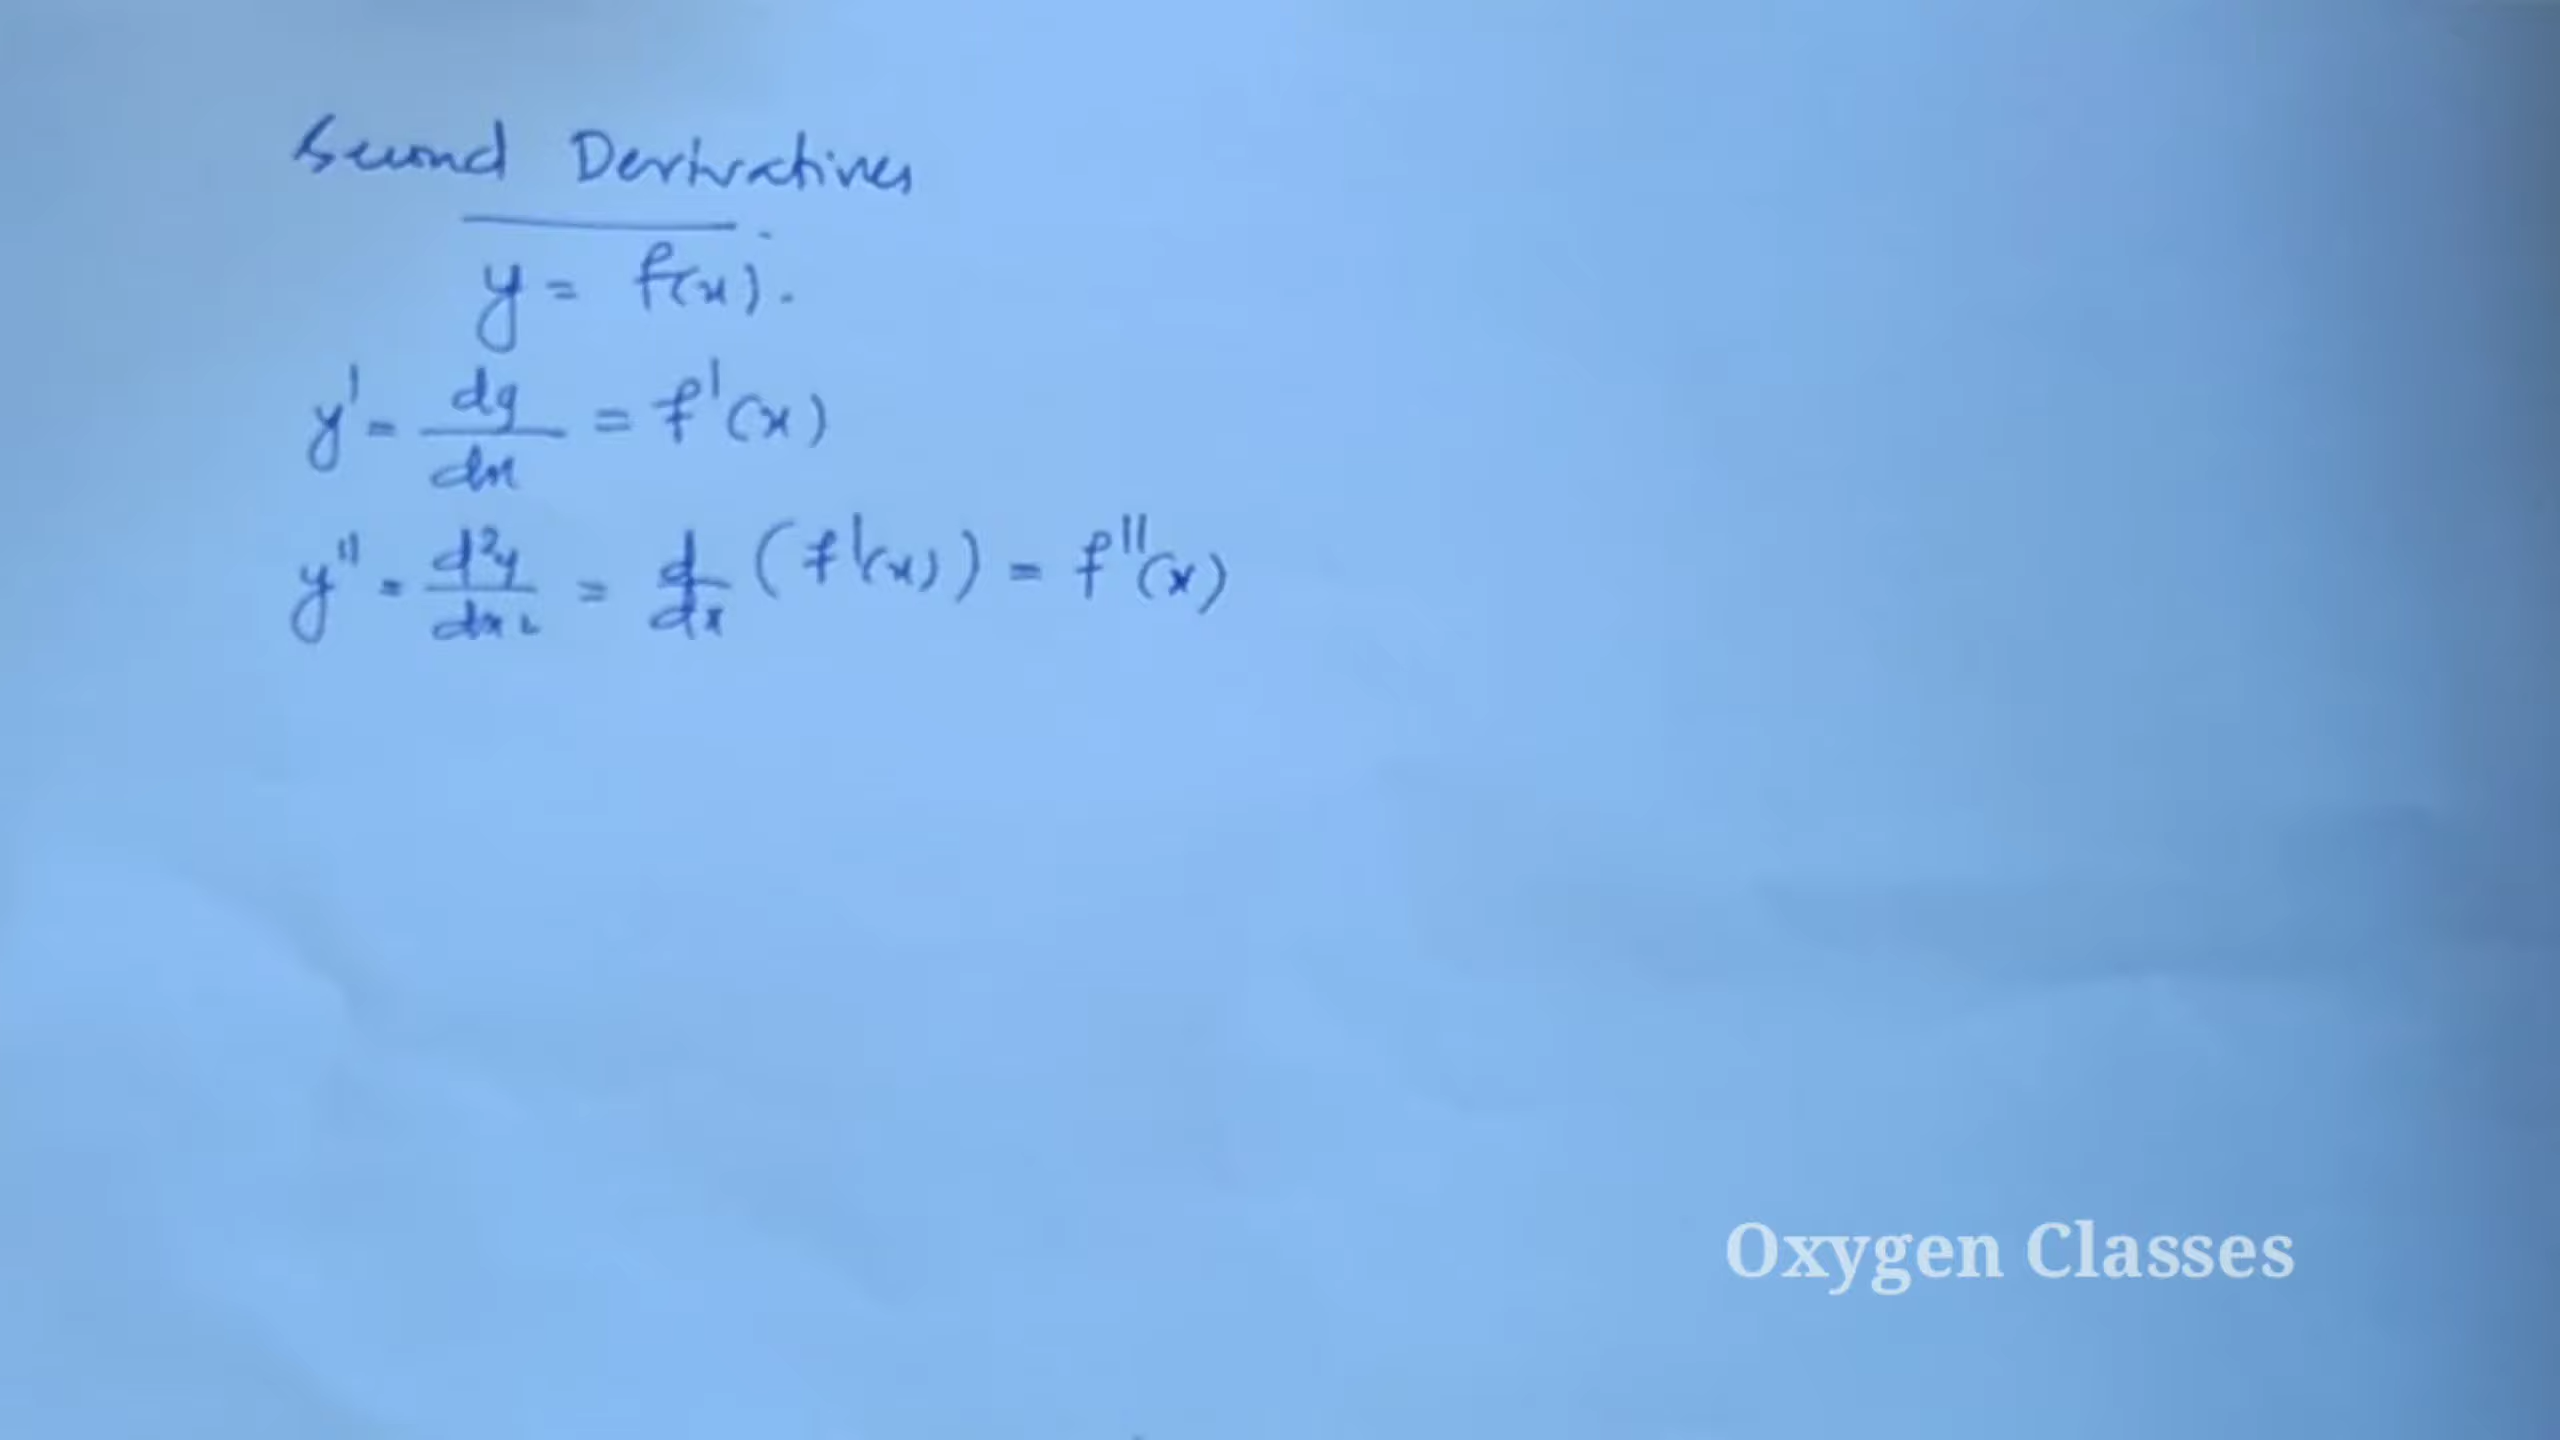 Second Derivatives
y = f(x).
y' = dy/dx = f'(x)
y'' = d²y/dx² = d/dx (f'(x)) = f''(x)
Oxygen Classes